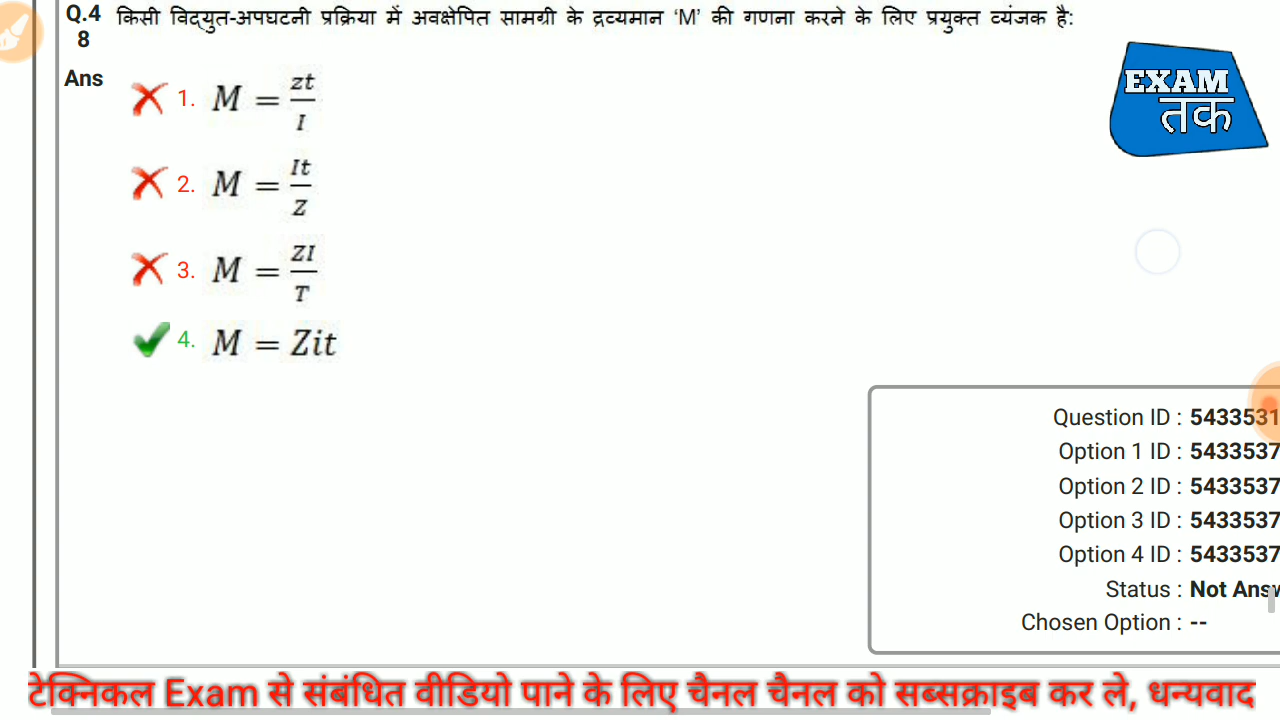 Q.4 किसी विद्युत-अपघटनी प्रक्रिया में अवक्षेपित सामग्री के द्रव्यमान ‘M’ की गणना करने के लिए प्रयुक्त व्यंजक है:
8
Ans
1. M = zt/I
2. M = It/Z
3. M = ZI/T
4. M = Zit
EXAM
तक
Question ID : 5433531
Option 1 ID : 5433537
Option 2 ID : 5433537
Option 3 ID : 5433537
Option 4 ID : 5433537
Status : Not Answ
Chosen Option : --
टेक्निकल Exam से संबंधित वीडियो पाने के लिए चैनल चैनल को सब्सक्राइब कर ले, धन्यवाद